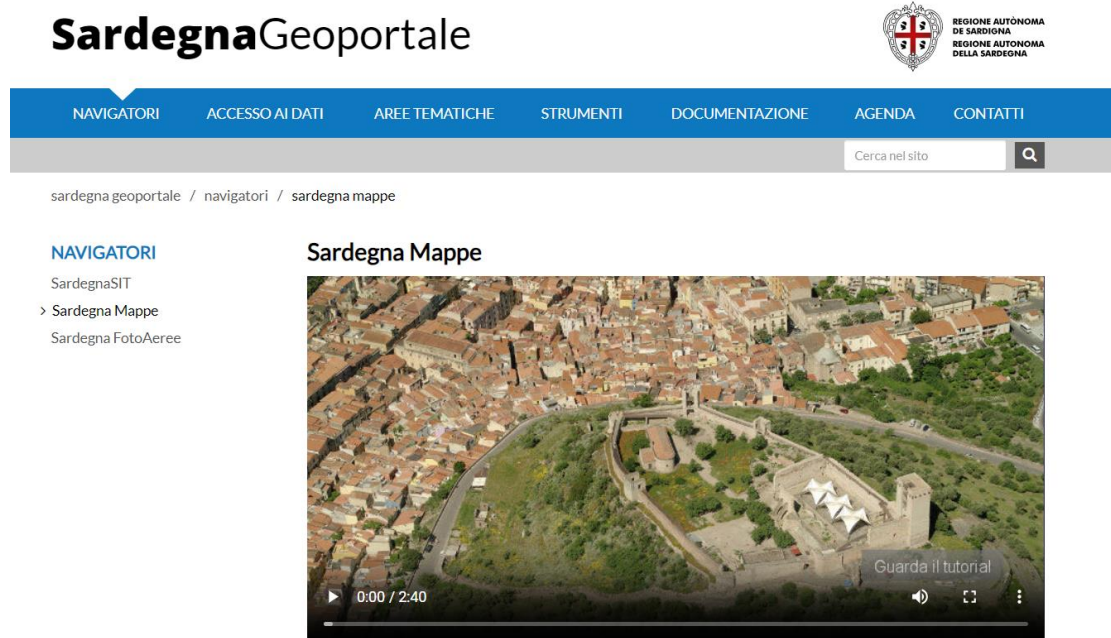 SardegnaGeoportale
REGIONE AUTÒNOMA
DE SARDIGNA
REGIONE AUTONOMA
DELLA SARDEGNA
NAVIGATORI ACCESSO AI DATI AREE TEMATICHE STRUMENTI DOCUMENTAZIONE AGENDA CONTATTI
Cerca nel sito
sardegna geoportale / navigatori / sardegna mappe
NAVIGATORI
SardegnaSIT
> Sardegna Mappe
Sardegna FotoAeree
Sardegna Mappe
Guarda il tutorial
0:00 / 2:40